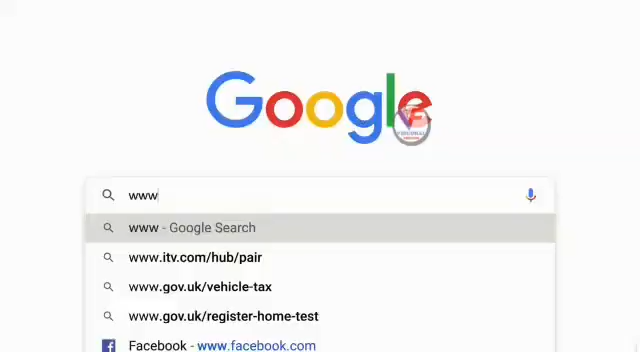 Google
www
www - Google Search
www.itv.com/hub/pair
www.gov.uk/vehicle-tax
www.gov.uk/register-home-test
Facebook - www.facebook.com